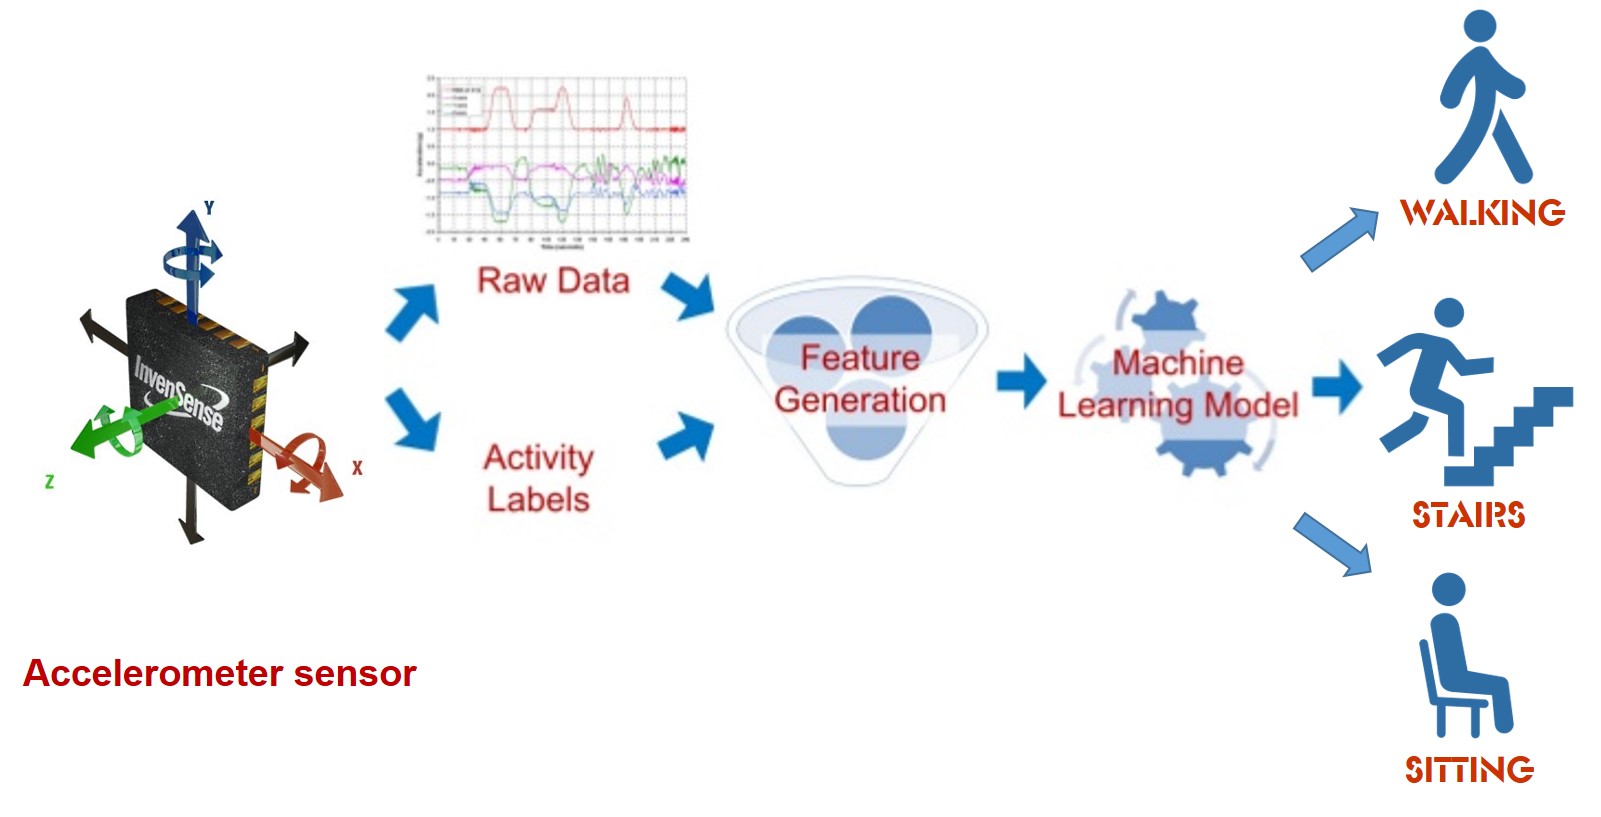 Y
InvenSense
Z
X
Accelerometer sensor
Raw Data
Activity
Labels
Feature
Generation
Machine
Learning Model
WALKING
STAIRS
SITTING